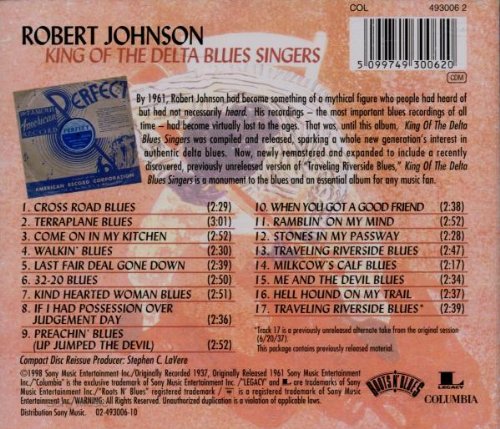 COL 493006 2
5 099749 300620
CDM
ROBERT JOHNSON
KING OF THE DELTA BLUES SINGERS
PERFECT
American
RECORD
PERFECT
AMERICAN RECORD CORPORATION
By 1961, Robert Johnson had become something of a mythical figure who people had heard of
but had not necessarily heard. His recordings – the most important blues recordings of all
time – had become virtually lost to the ages. That was, until this album, King Of The Delta
Blues Singers was compiled and released, sparking a whole new generation's interest in
authentic delta blues. Now, newly remastered and expanded to include a recently
discovered, previously unreleased version of "Traveling Riverside Blues," King Of The Delta
Blues Singers is a monument to the blues and an essential album for any music fan.
1. CROSS ROAD BLUES (2:29)
2. TERRAPLANE BLUES (3:01)
3. COME ON IN MY KITCHEN (2:52)
4. WALKIN' BLUES (2:30)
5. LAST FAIR DEAL GONE DOWN (2:39)
6. 32-20 BLUES (2:50)
7. KIND HEARTED WOMAN BLUES (2:51)
8. IF I HAD POSSESSION OVER
JUDGEMENT DAY (2:36)
9. PREACHIN' BLUES
(UP JUMPED THE DEVIL) (2:52)
10. WHEN YOU GOT A GOOD FRIEND (2:38)
11. RAMBLIN' ON MY MIND (2:52)
12. STONES IN MY PASSWAY (2:28)
13. TRAVELING RIVERSIDE BLUES (2:47)
14. MILKCOW'S CALF BLUES (2:17)
15. ME AND THE DEVIL BLUES (2:34)
16. HELL HOUND ON MY TRAIL (2:37)
17. TRAVELING RIVERSIDE BLUES* (2:39)
*Track 17 is a previously unreleased alternate take from the original session
(6/20/37).
This package contains previously released material.
Compact Disc Reissue Producer: Stephen C. LaVere
©1998 Sony Music Entertainment Inc./Originally Recorded 1937, Originally Released 1961 Sony Music Entertainment
Inc./"Columbia" is the exclusive trademark of Sony Music Entertainment Inc./"LEGACY" and L are trademarks of Sony
Music Entertainment Inc./"Roots N' Blues" registered trademark / ® is a registered trademark of Sony Music
Entertainment Inc./WARNING: All Rights Reserved. Unauthorized duplication is a violation of applicable laws.
Distribution Sony Music. 02-493006-10
ROOTS N' BLUES
LEGACY
COLUMBIA